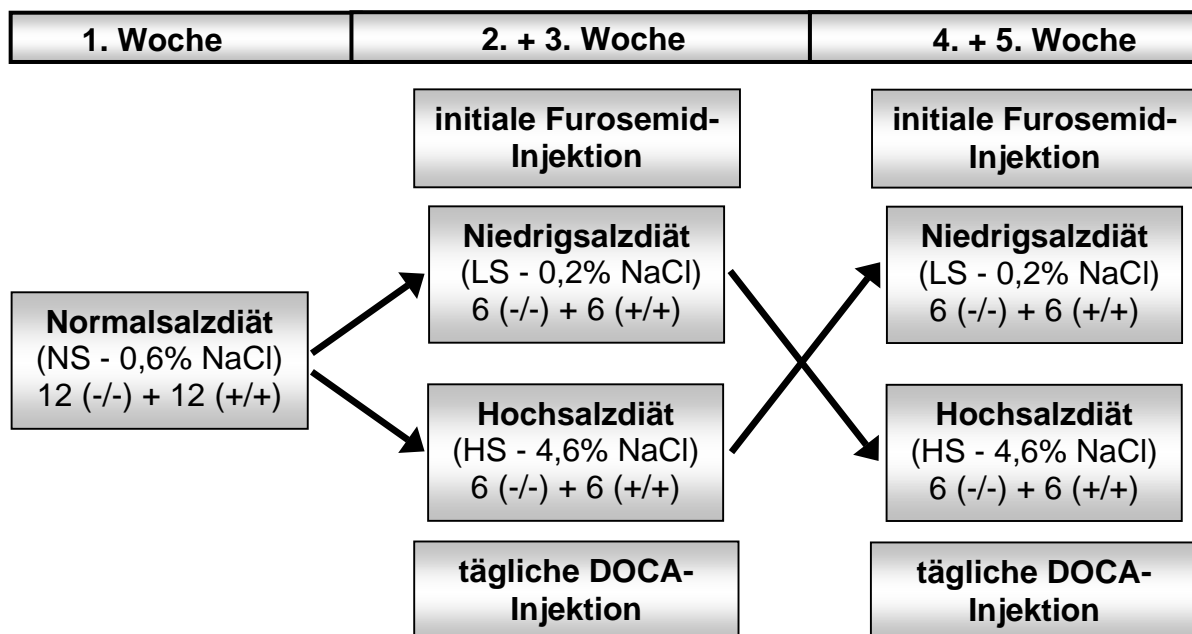 1. Woche
2. + 3. Woche
4. + 5. Woche
Normalsalzdiät
(NS - 0,6% NaCl)
12 (-/-) + 12 (+/+)
initiale Furosemid-
Injektion
Niedrigsalzdiät
(LS - 0,2% NaCl)
6 (-/-) + 6 (+/+)
Hochsalzdiät
(HS - 4,6% NaCl)
6 (-/-) + 6 (+/+)
tägliche DOCA-
Injektion
initiale Furosemid-
Injektion
Niedrigsalzdiät
(LS - 0,2% NaCl)
6 (-/-) + 6 (+/+)
Hochsalzdiät
(HS - 4,6% NaCl)
6 (-/-) + 6 (+/+)
tägliche DOCA-
Injektion